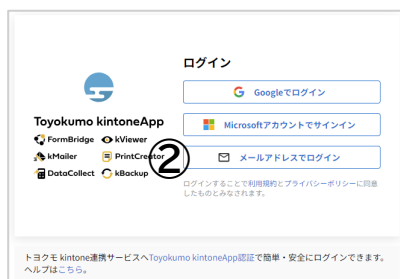 ログイン
Googleでログイン
Microsoftアカウントでサインイン
メールアドレスでログイン
ログインすることで利用規約とプライバシーポリシーに同意
したものとみなされます。
Toyokumo kintoneApp
FormBridge kViewer
kMailer PrintCreator
DataCollect kBackup
②
トヨクモ kintone連携サービスへToyokumo kintoneApp認証で簡単・安全にログインできます。
ヘルプはこちら。